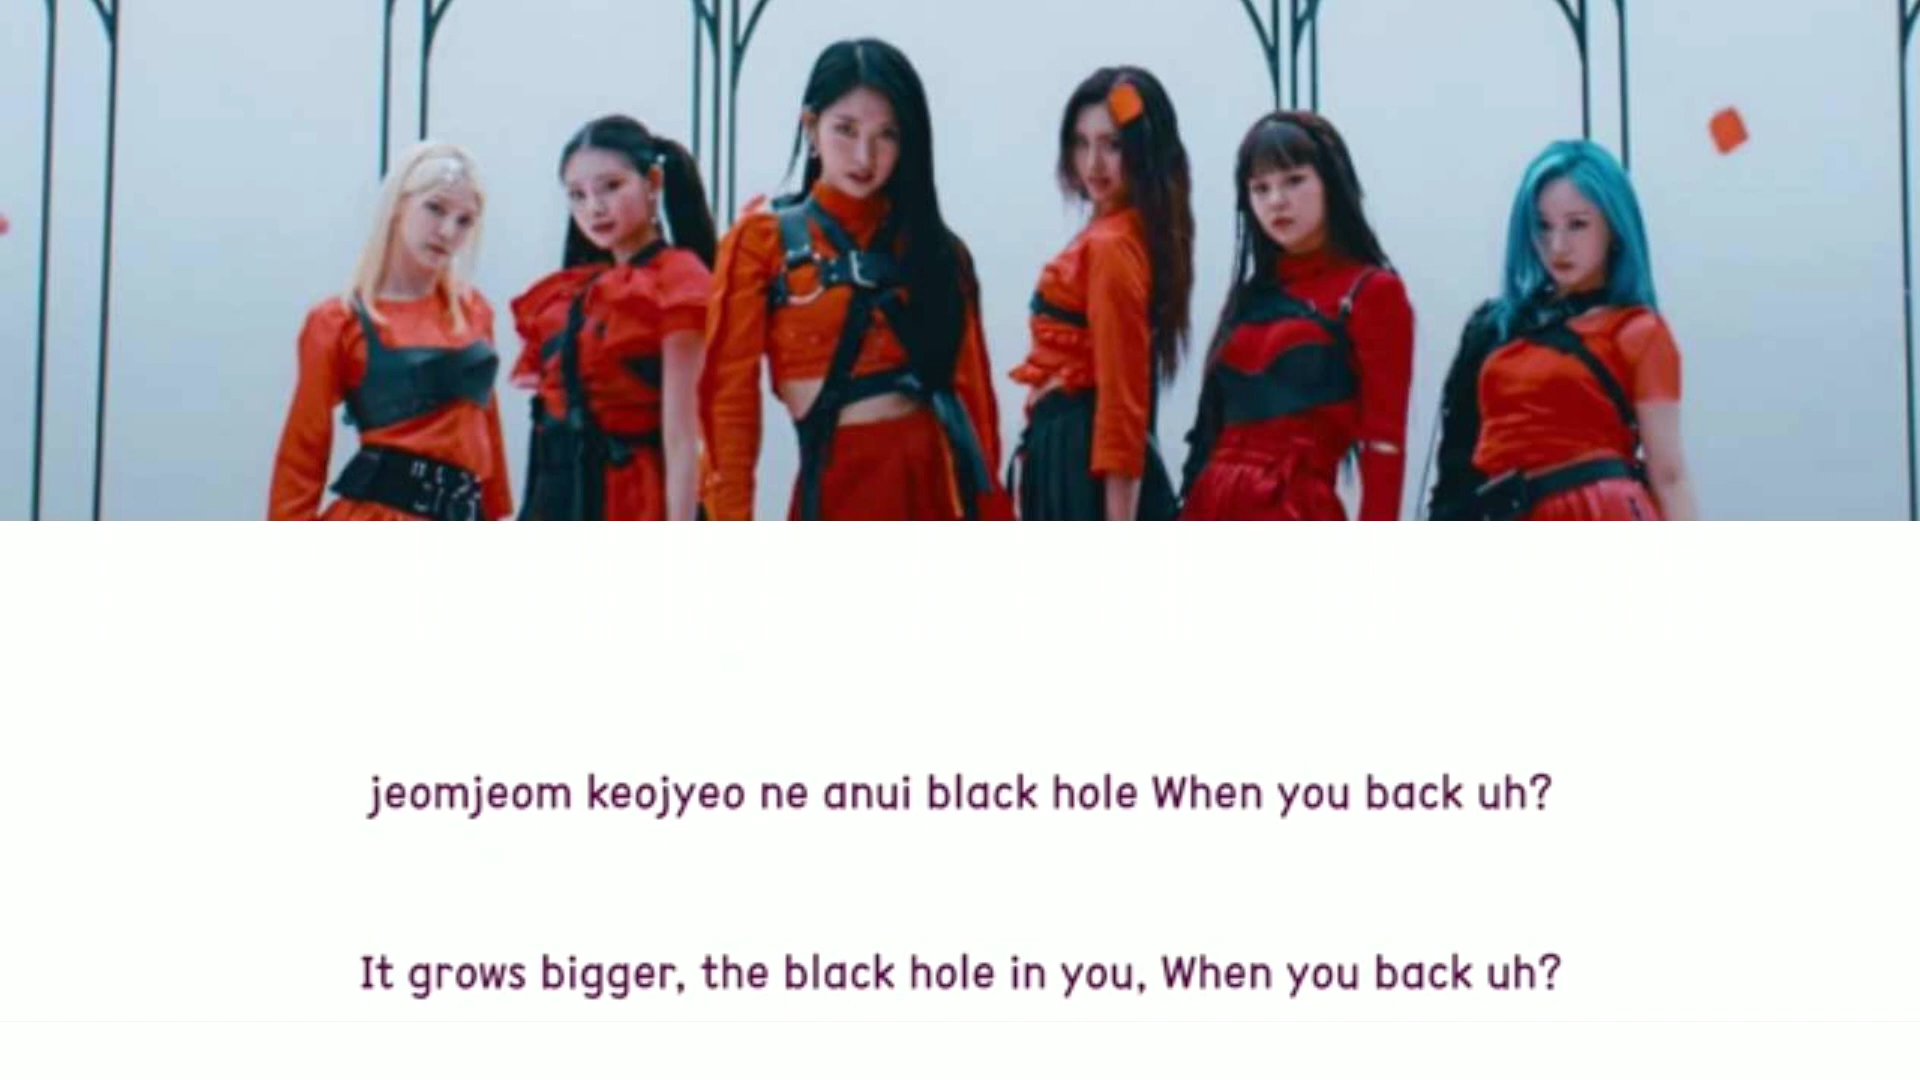 jeomjeom keojyeo ne anui black hole When you back uh?
It grows bigger, the black hole in you, When you back uh?